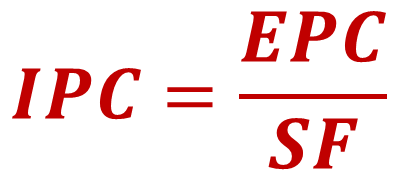 IPC = EPC / SF